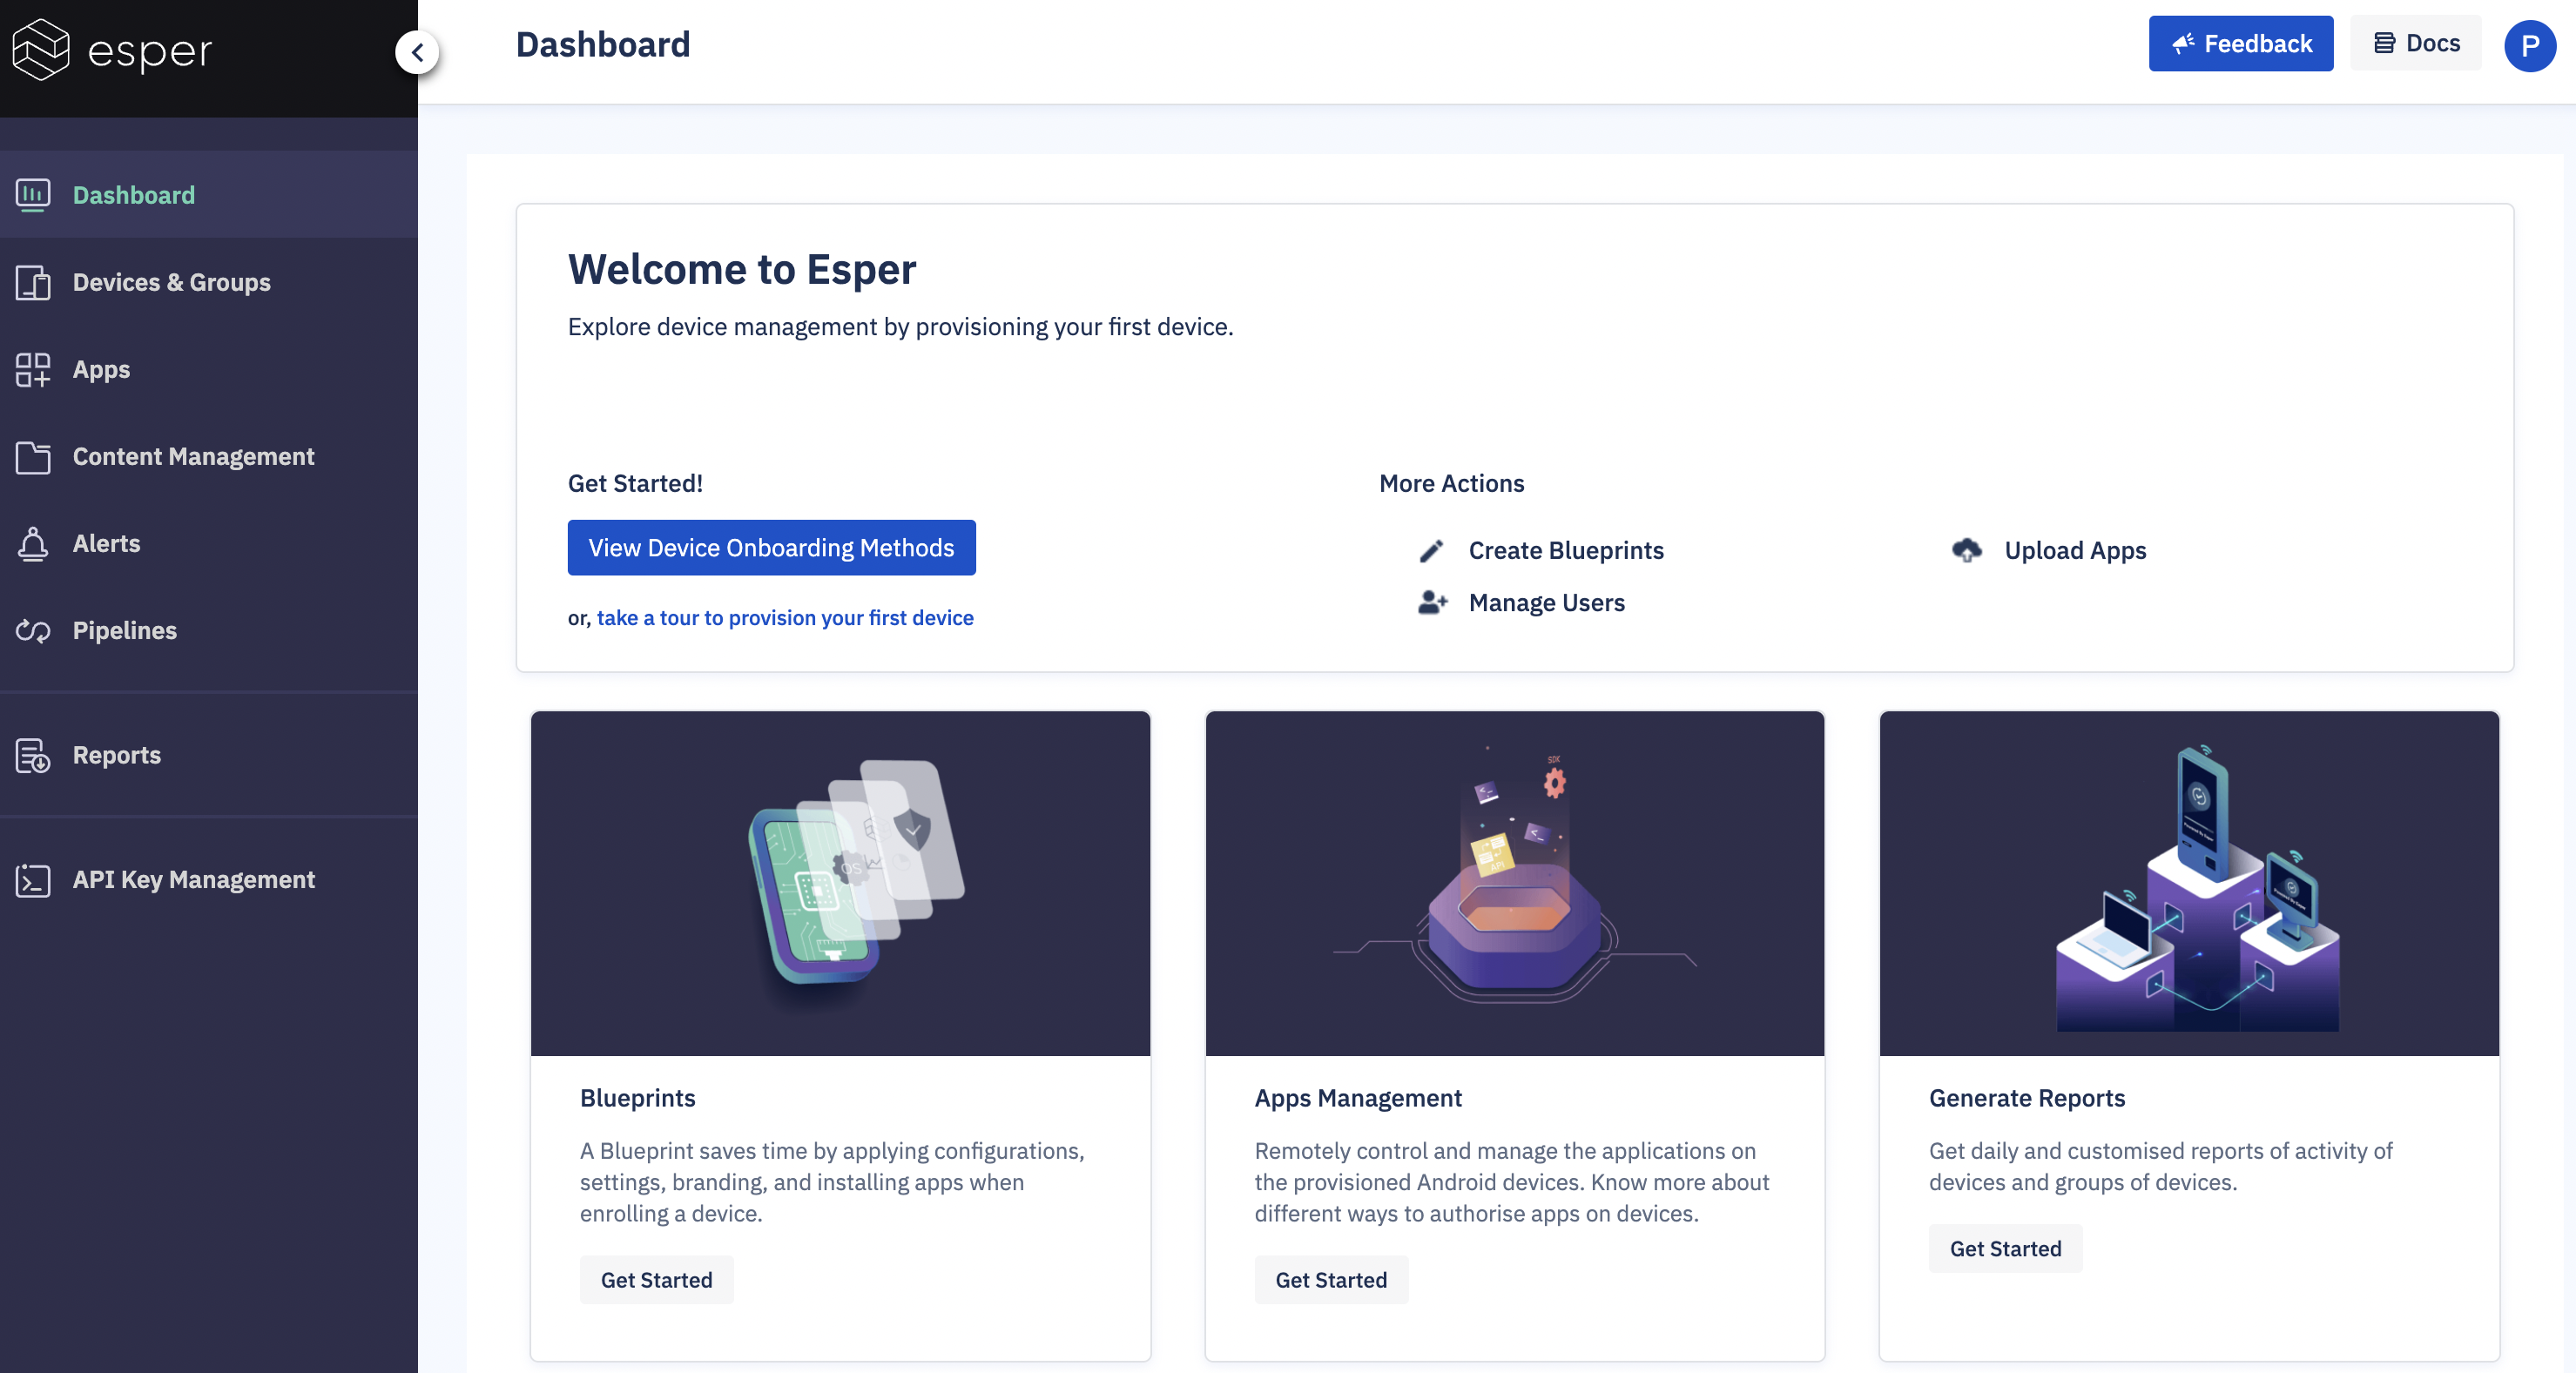 esper
Dashboard
Feedback
Docs
P
Dashboard
Devices & Groups
Apps
Content Management
Alerts
Pipelines
Reports
API Key Management
Welcome to Esper
Explore device management by provisioning your first device.
Get Started!
View Device Onboarding Methods
or, take a tour to provision your first device
More Actions
Create Blueprints
Upload Apps
Manage Users
OS
SDK
API
Blueprints
A Blueprint saves time by applying configurations,
settings, branding, and installing apps when
enrolling a device.
Get Started
Apps Management
Remotely control and manage the applications on
the provisioned Android devices. Know more about
different ways to authorise apps on devices.
Get Started
Generate Reports
Get daily and customised reports of activity of
devices and groups of devices.
Get Started